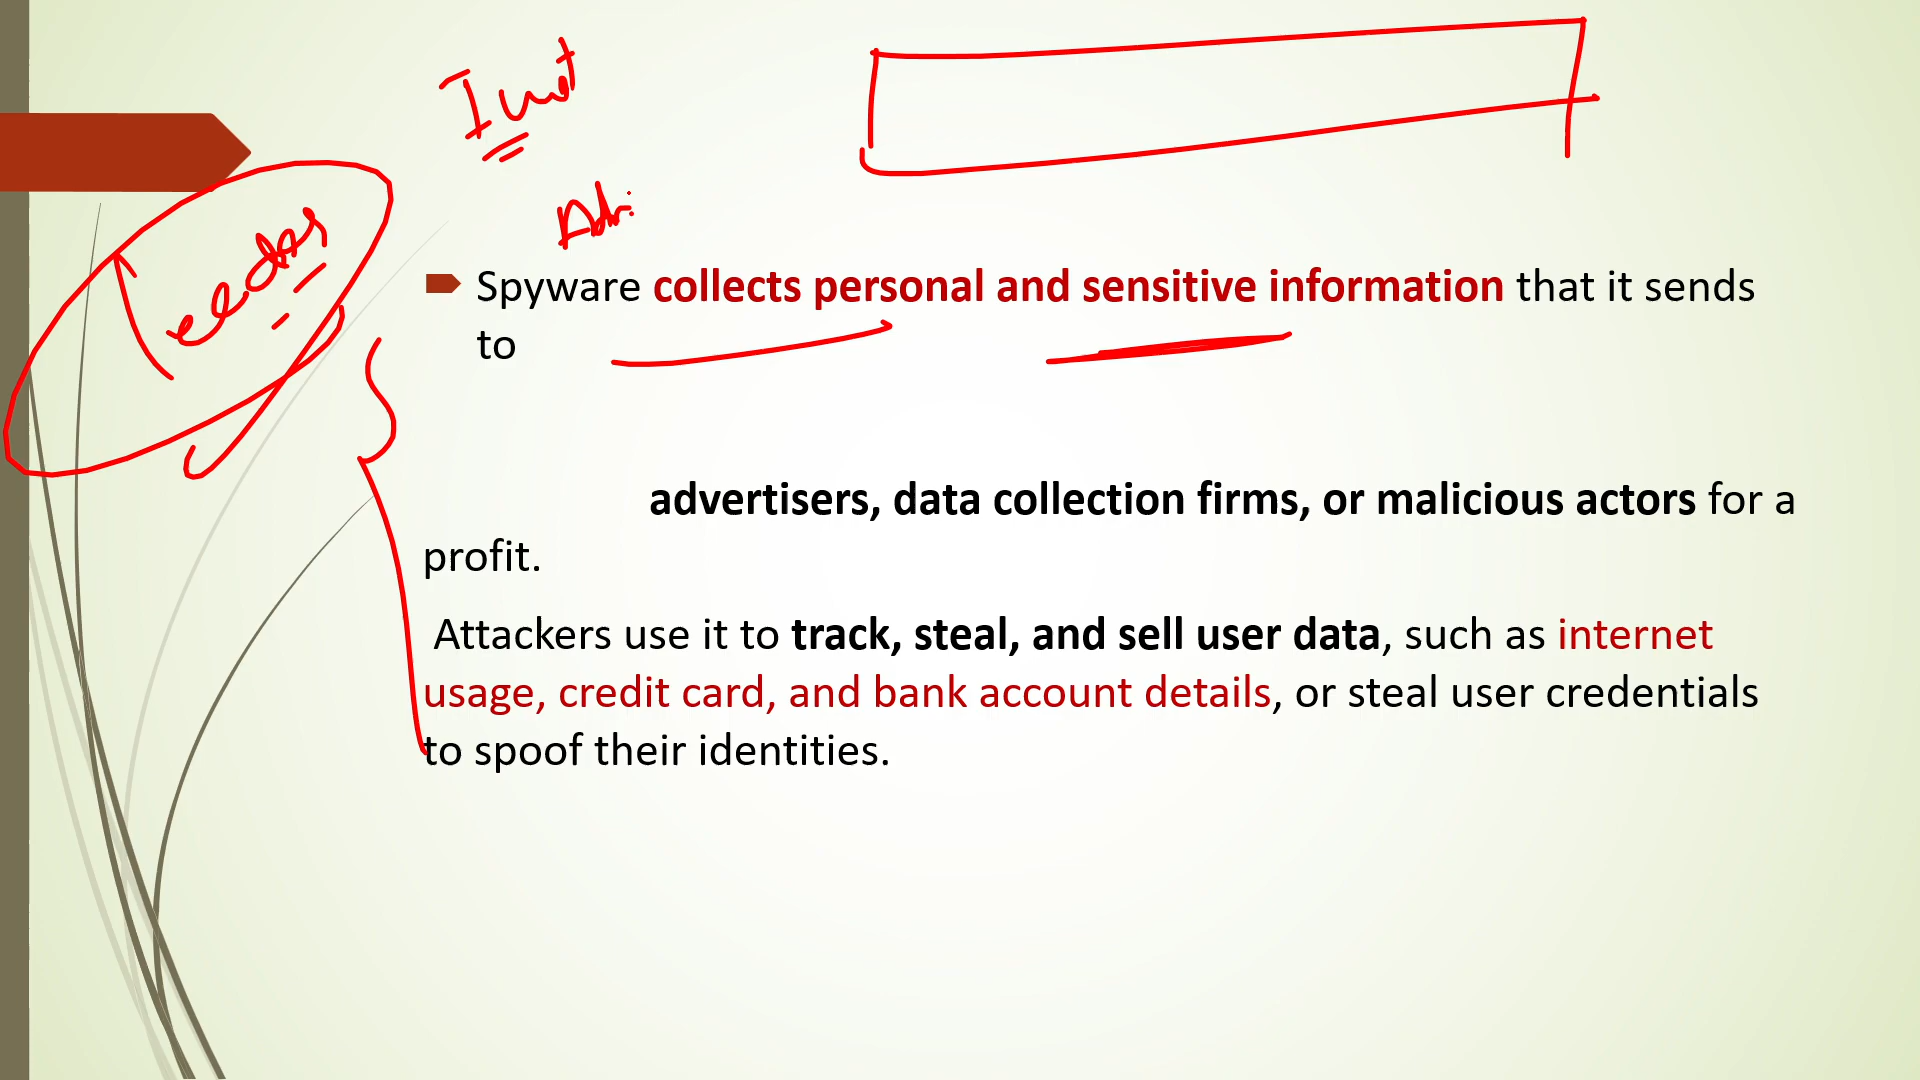 Spyware collects personal and sensitive information that it sends
to
advertisers, data collection firms, or malicious actors for a
profit.
Attackers use it to track, steal, and sell user data, such as internet
usage, credit card, and bank account details, or steal user credentials
to spoof their identities.